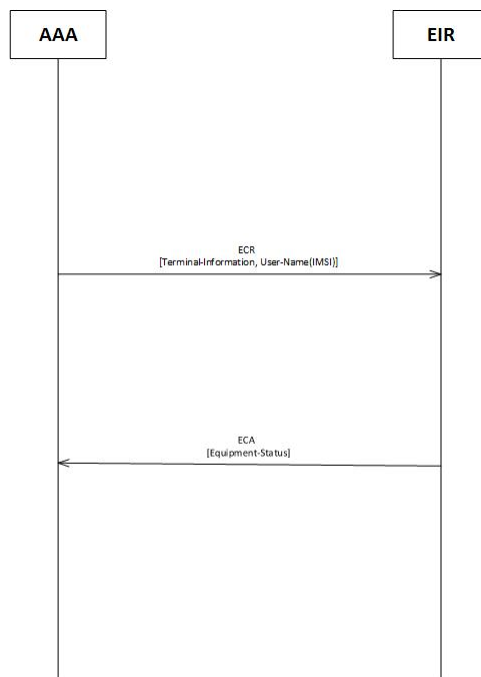 AAA
EIR
ECR
[Terminal-Information, User-Name(IMSI)]
ECA
[Equipment-Status]